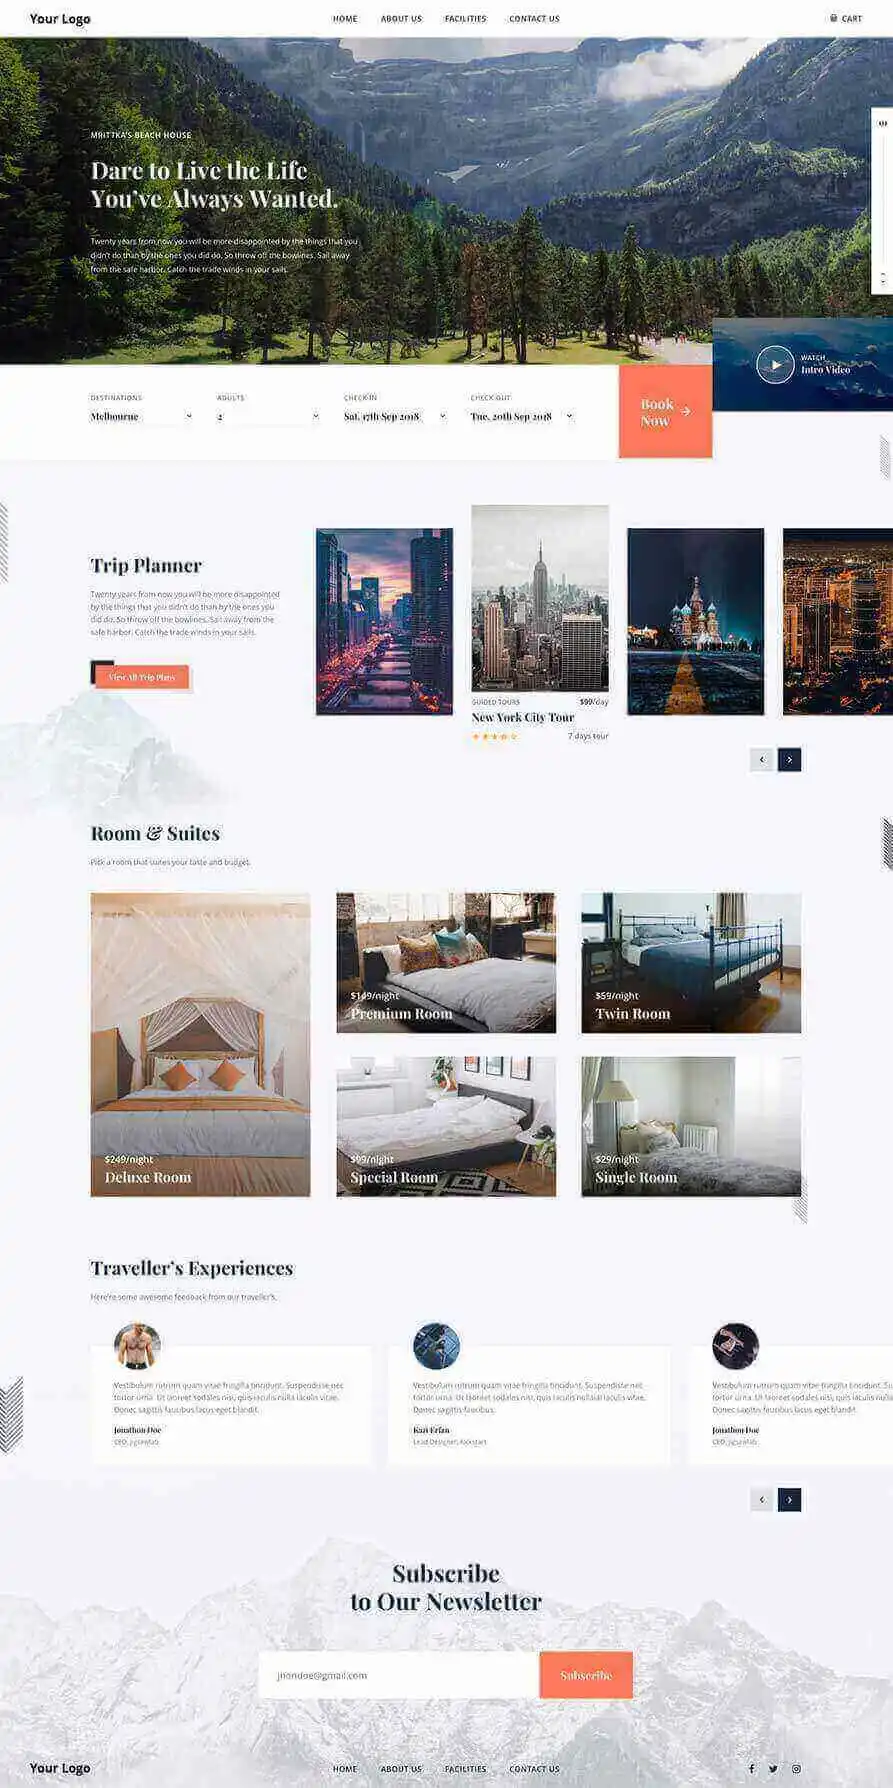 Your Logo
HOME ABOUT US FACILITIES CONTACT US
CART
MRITTKA'S BEACH HOUSE
Dare to Live the Life
You've Always Wanted.
Twenty years from now you will be more disappointed by the things that you
didn't do than by the ones you did do. So throw off the bowlines. Sail away
from the safe harbor. Catch the trade winds in your sails.
WATCH
Intro Video
DESTINATIONS ADULTS CHECK IN CHECK OUT
Melbourne 2 Sat, 17th Sep 2018 Tue, 20th Sep 2018
Book
Now
Trip Planner
Twenty years from now you will be more disappointed
by the things that you didn't do than by the ones you
did do. So throw off the bowlines. Sail away from the
safe harbor. Catch the trade winds in your sails.
View All Trip Plans
GUIDED TOURS $99/day
New York City Tour
7 days tour
Room & Suites
Pick a room that suites your taste and budget.
$249/night
Deluxe Room
$149/night
Premium Room
$59/night
Twin Room
$99/night
Special Room
$29/night
Single Room
Traveller's Experiences
Here're some awesome feedback from our traveller's.
Vestibulum rutrum quam vitae fringilla tincidunt. Suspendisse nec
tortor urna. Ut laoreet sodales nisi, quis iaculis nulla iaculis vitae.
Donec sagittis faucibus lacus eget blandit.
Jonathon Doe
CEO,
Vestibulum rutrum quam vitae fringilla tincidunt. Suspendisse nec
tortor urna. Ut laoreet sodales nisi, quis iaculis nulla iaculis vitae.
Donec sagittis faucibus.
Kazi Erfan
Lead Designer,
Vestibulum rutrum quam vitae fringilla tincidunt. Su
tortor urna. Ut laoreet sodales nisi, quis iaculis nulla
Donec sagittis faucibus lacus eget blandit.
Jonathon Doe
CEO,
Subscribe
to Our Newsletter
jhondoe@gmail.com
Subscribe
Your Logo
HOME ABOUT US FACILITIES CONTACT US